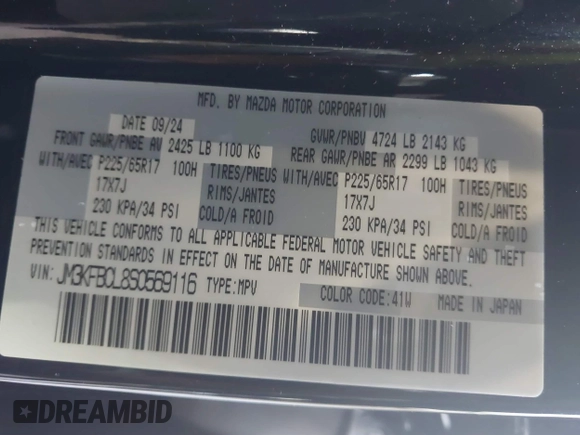 MFD. BY MAZDA MOTOR CORPORATION
DATE 09/24 GVWR/PNBV 4724 LB 2143 KG
FRONT GAWR/PNBE AV 2425 LB 1100 KG REAR GAWR/PNBE AR 2299 LB 1043 KG
WITH/AVEC P225/65R17 100H TIRES/PNEUS WITH/AVEC P225/65R17 100H TIRES/PNEUS
17X7J RIMS/JANTES 17X7J RIMS/JANTES
230 KPA/34 PSI COLD/A FROID 230 KPA/34 PSI COLD/A FROID
THIS VEHICLE CONFORMS TO ALL APPLICABLE FEDERAL MOTOR VEHICLE SAFETY AND THEFT
PREVENTION STANDARDS IN EFFECT ON THE DATE OF MANUFACTURE SHOWN ABOVE.
VIN: JM3KFBCL8S0569116 TYPE:MPV COLOR CODE:41W MADE IN JAPAN
DREAMBID